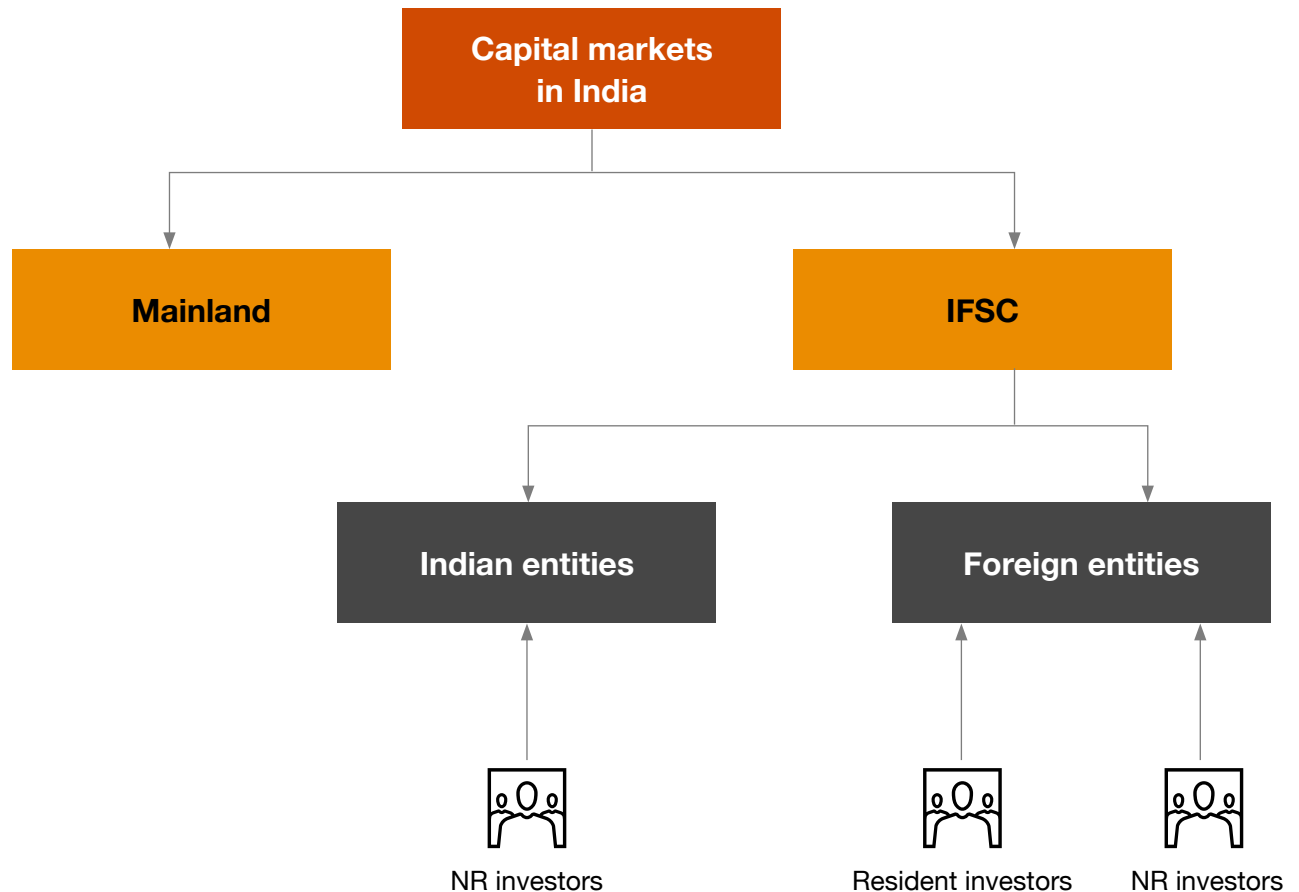 Capital markets
in India
Mainland
IFSC
Indian entities
Foreign entities
NR investors
Resident investors
NR investors